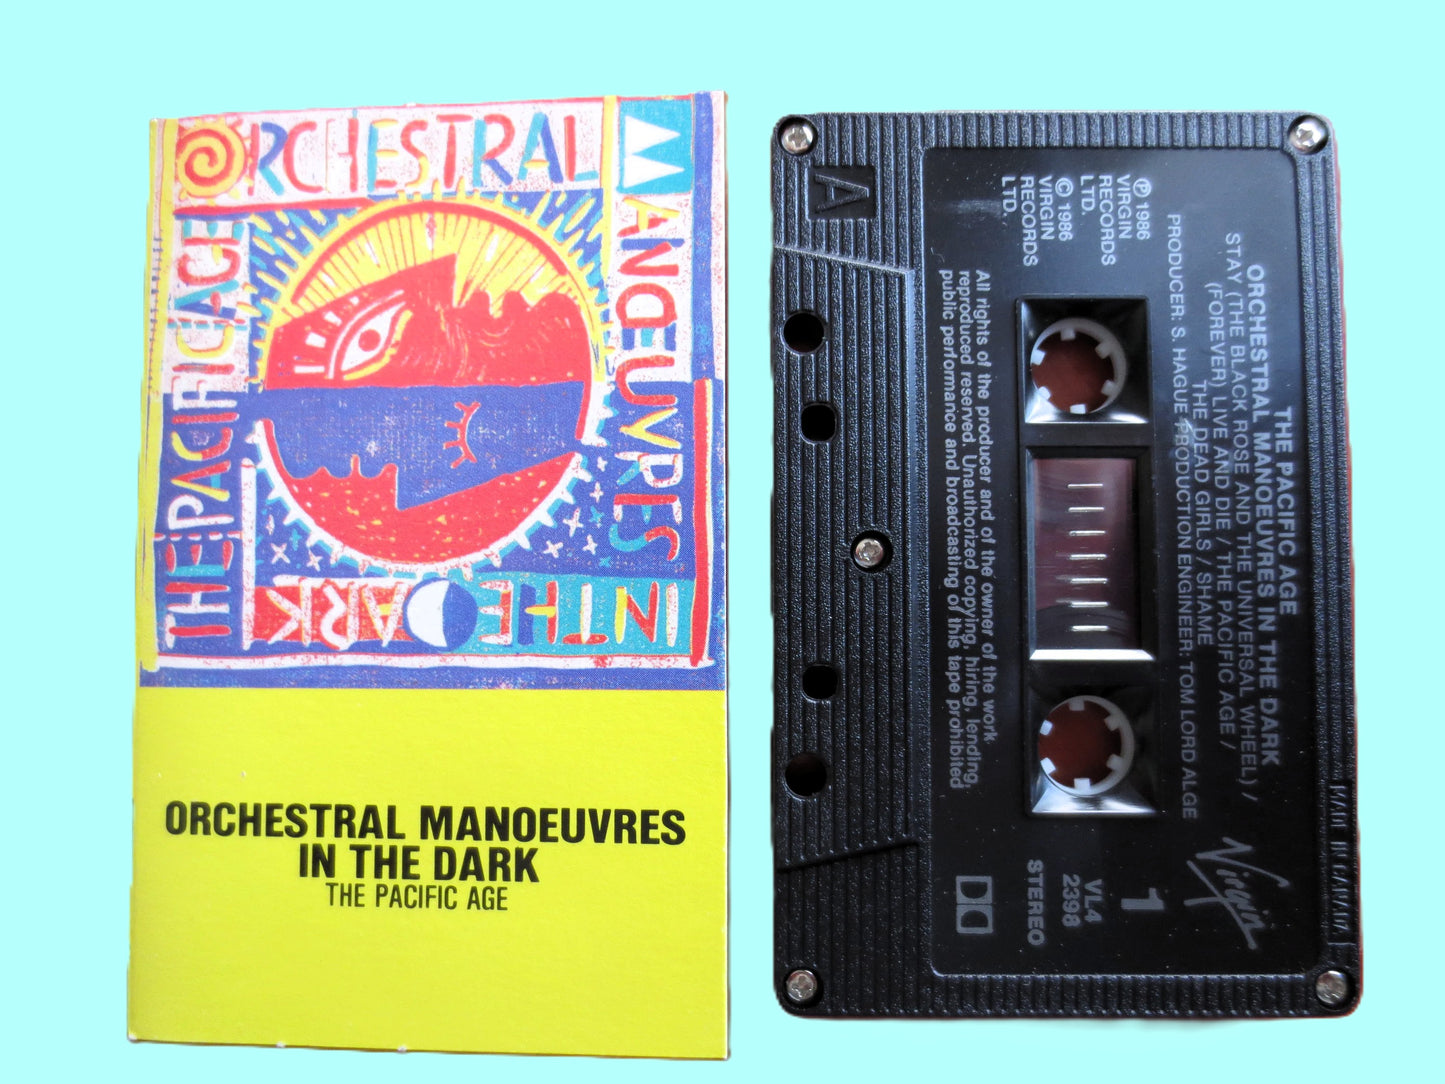 ORCHESTRAL
MANŒUVRES
IN THE
DARK
THE PACIFIC AGE
ORCHESTRAL MANOEUVRES
IN THE DARK
THE PACIFIC AGE
A
℗ 1986
VIRGIN
RECORDS
LTD.
© 1986
VIRGIN
RECORDS
LTD.
THE PACIFIC AGE
ORCHESTRAL MANOEUVRES IN THE DARK
STAY (THE BLACK ROSE AND THE UNIVERSAL WHEEL) /
(FOREVER) LIVE AND DIE / THE PACIFIC AGE /
THE DEAD GIRLS / SHAME
PRODUCER: S. HAGUE PRODUCTION ENGINEER: TOM LORD ALGE
All rights of the producer and of the owner of the work
reproduced reserved. Unauthorized copying, hiring, lending,
public performance and broadcasting of this tape prohibited
Virgin
1
VL4
2398
STEREO
MADE IN CANADA